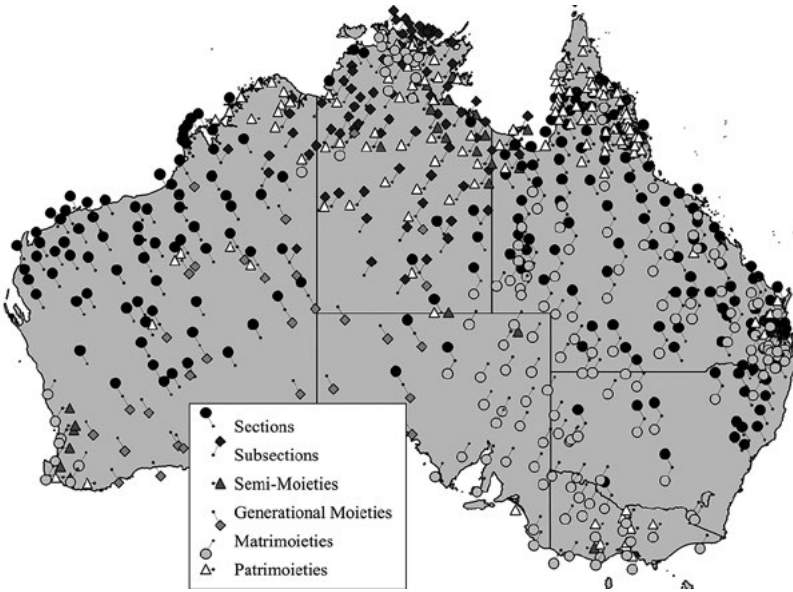 Sections
Subsections
Semi-Moieties
Generational Moieties
Matrimoieties
Patrimoieties